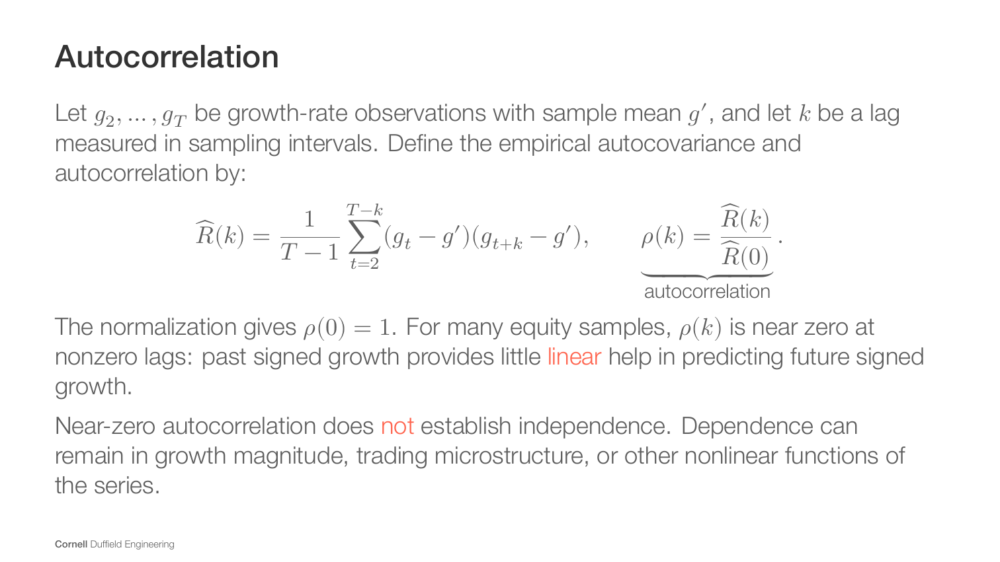 Autocorrelation
Let $g_2, \ldots, g_T$ be growth-rate observations with sample mean $g'$, and let $k$ be a lag
measured in sampling intervals. Define the empirical autocovariance and
autocorrelation by:
$\widehat{R}(k) = \frac{1}{T-1} \sum_{t=2}^{T-k} (g_t - g')(g_{t+k} - g'), \qquad \underbrace{\rho(k) = \frac{\widehat{R}(k)}{\widehat{R}(0)}}_{\text{autocorrelation}}.$
The normalization gives $\rho(0) = 1$. For many equity samples, $\rho(k)$ is near zero at
nonzero lags: past signed growth provides little linear help in predicting future signed
growth.
Near-zero autocorrelation does not establish independence. Dependence can
remain in growth magnitude, trading microstructure, or other nonlinear functions of
the series.
Cornell Duffield Engineering